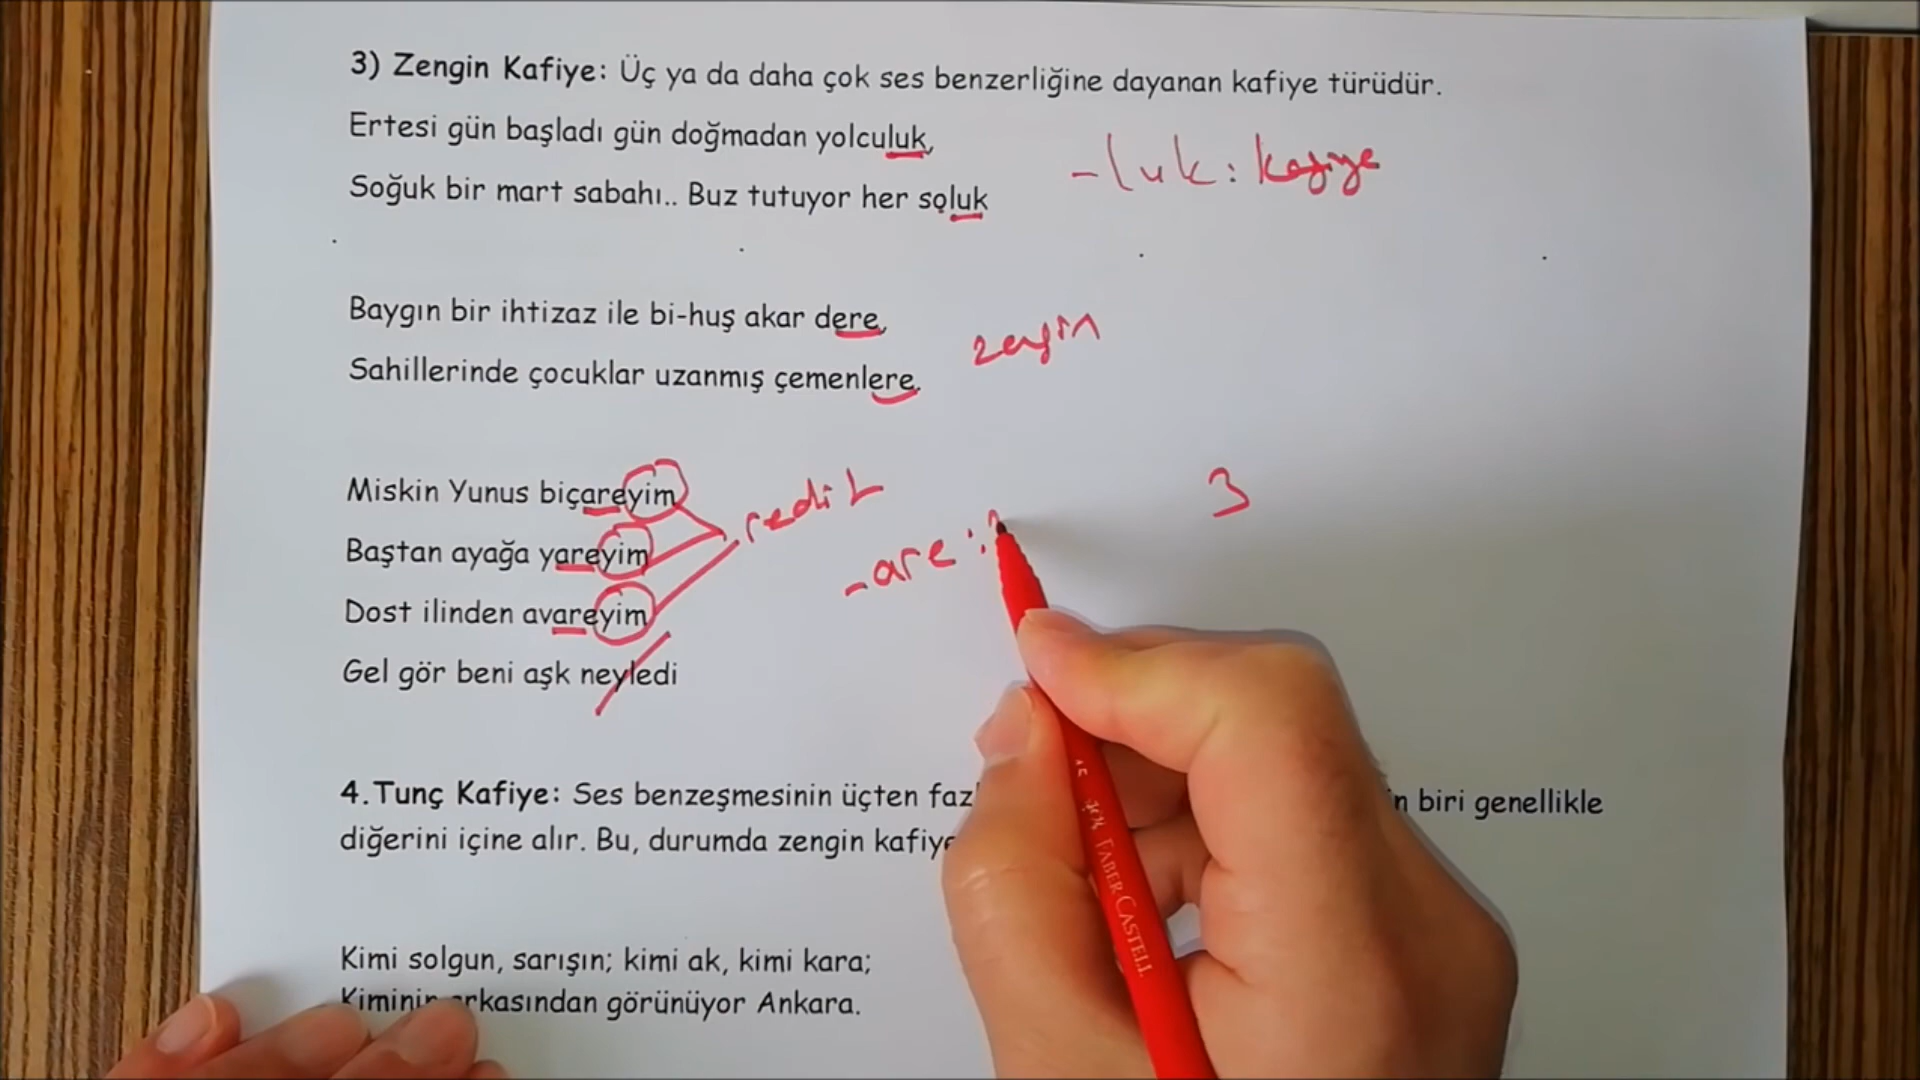 3) Zengin Kafiye: Üç ya da daha çok ses benzerliğine dayanan kafiye türüdür.
Ertesi gün başladı gün doğmadan yolculuk,
Soğuk bir mart sabahı.. Buz tutuyor her soluk
-luk: kafiye
Baygın bir ihtizaz ile bi-huş akar dere,
Sahillerinde çocuklar uzanmış çemenlere.
zengin
Miskin Yunus biçareyim
Baştan ayağa yareyim
Dost ilinden avareyim
Gel gör beni aşk neyledi
redif
-are :
3
4.Tunç Kafiye: Ses benzeşmesinin üçten biri genellikle
diğerini içine alır. Bu, durumda zengin
Kimi solgun, sarışın; kimi ak, kimi kara;
Kiminin arkasından görünüyor Ankara.
FABER CASTELL